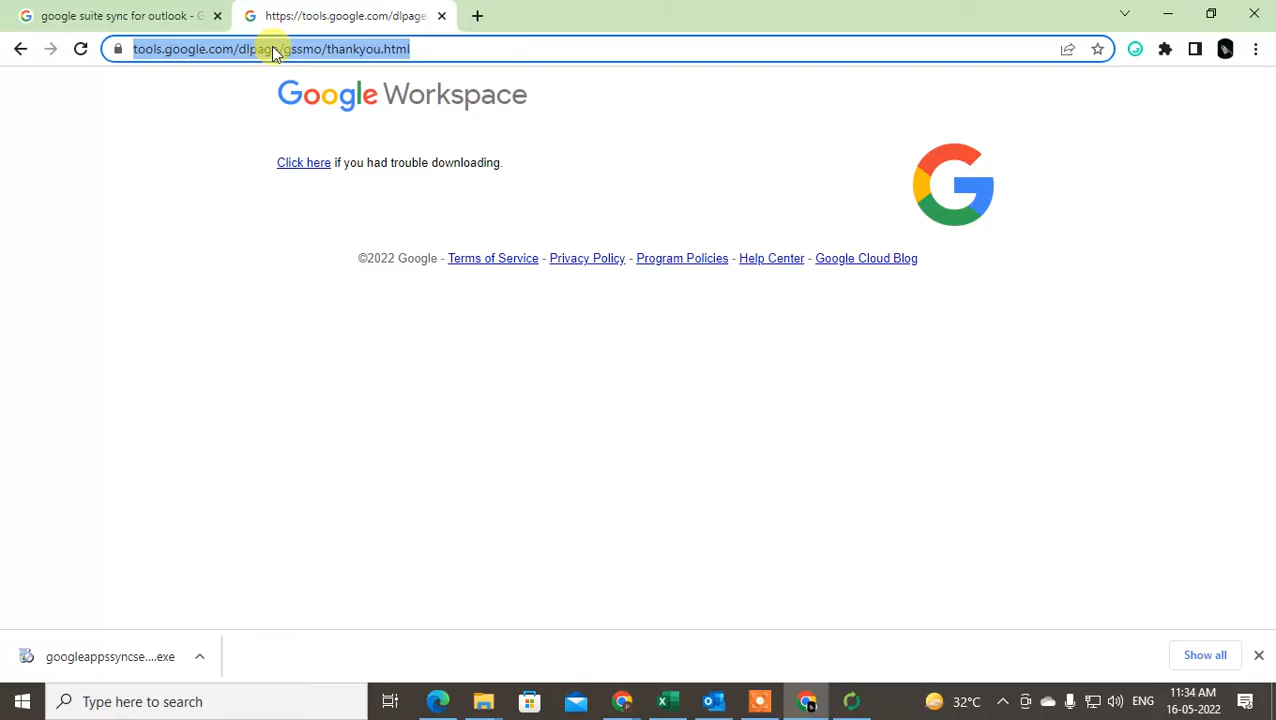 google suite sync for outlook - G
https://tools.google.com/dlpage
tools.google.com/dlpage/gssmo/thankyou.html
Google Workspace
Click here if you had trouble downloading.
©2022 Google - Terms of Service - Privacy Policy - Program Policies - Help Center - Google Cloud Blog
googleappssyncse....exe
Show all
Type here to search
32°C
ENG
11:34 AM
16-05-2022